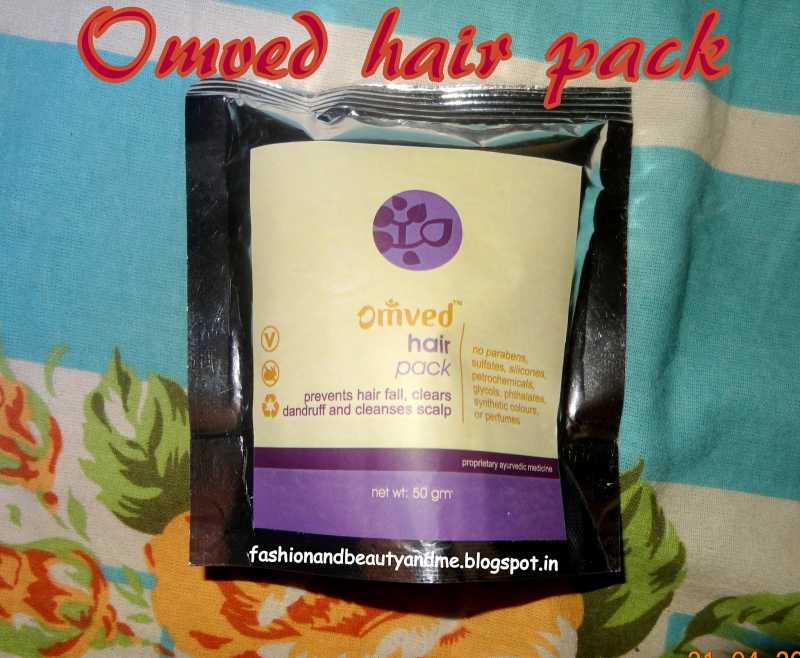 Omved hair pack
omved™
hair
pack
prevents hair fall, clears
dandruff and cleanses scalp
V
no parabens,
sulfates, silicones,
petrochemicals,
glycols, phthalates,
synthetic colours,
or perfumes
proprietary ayurvedic medicine
net wt: 50 gm
fashionandbeautyandme.blogspot.in